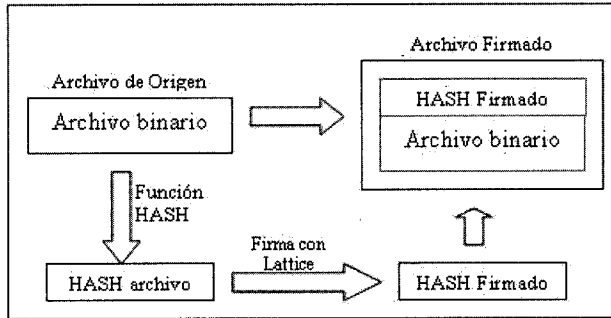 Archivo Firmado
Archivo de Origen
HASH Firmado
Archivo binario
Archivo binario
Función
HASH
Firma con
Lattice
HASH archivo
HASH Firmado